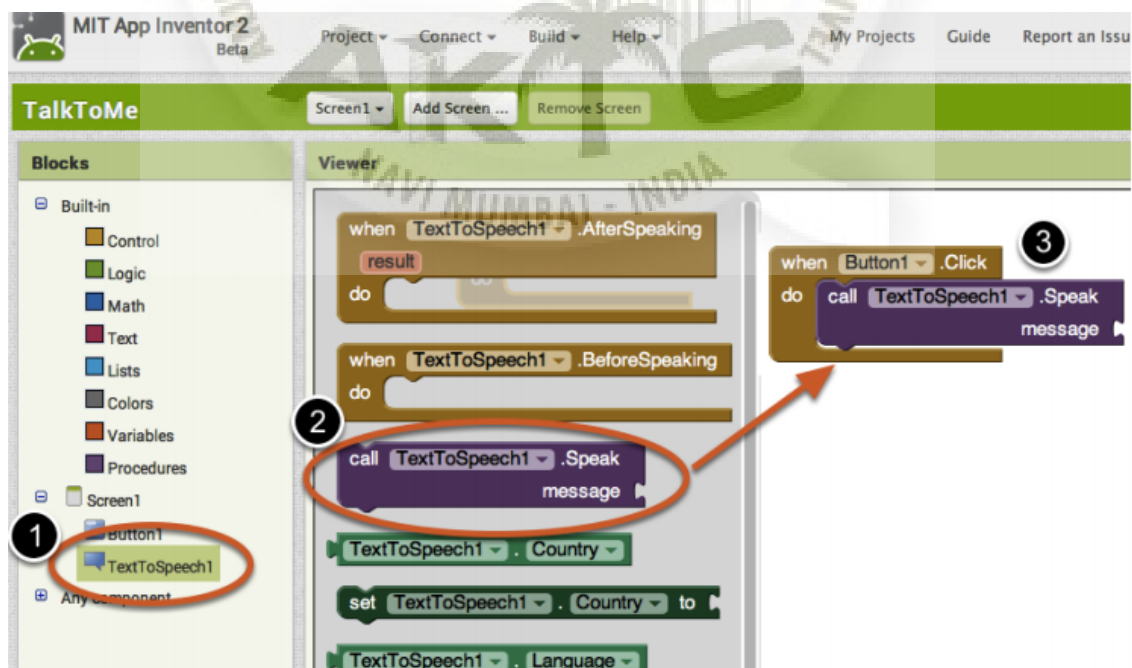 MIT App Inventor 2
Beta
Project Connect Build Help My Projects Guide Report an Issu
TalkToMe
Screen1 Add Screen ... Remove Screen
Blocks
Viewer
Built-in
Control
Logic
Math
Text
Lists
Colors
Variables
Procedures
Screen1
Button1
TextToSpeech1
Any component
1
when TextToSpeech1 .AfterSpeaking
result
do
do
when TextToSpeech1 .BeforeSpeaking
do
2
call TextToSpeech1 .Speak
message
TextToSpeech1 . Country
set TextToSpeech1 . Country to
TextToSpeech1 . Language
3
when Button1 .Click
do call TextToSpeech1 .Speak
message
AKTC
NAVI MUMBAI - INDIA